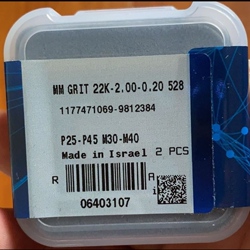 MM GRIT 22K-2.00-0.20 528
1177471069-9812384
P25-P45 M30-M40
Made in Israel 2 PCS
R
A
i
06403107